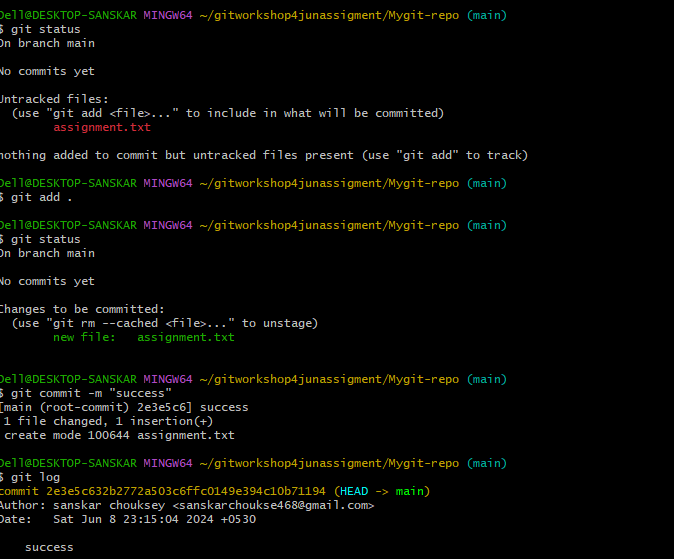 Dell@DESKTOP-SANSKAR MINGW64 ~/gitworkshop4junassigment/Mygit-repo (main)
$ git status
On branch main

No commits yet

Untracked files:
  (use "git add <file>..." to include in what will be committed)
        assignment.txt

nothing added to commit but untracked files present (use "git add" to track)

Dell@DESKTOP-SANSKAR MINGW64 ~/gitworkshop4junassigment/Mygit-repo (main)
$ git add .

Dell@DESKTOP-SANSKAR MINGW64 ~/gitworkshop4junassigment/Mygit-repo (main)
$ git status
On branch main

No commits yet

Changes to be committed:
  (use "git rm --cached <file>..." to unstage)
        new file:   assignment.txt


Dell@DESKTOP-SANSKAR MINGW64 ~/gitworkshop4junassigment/Mygit-repo (main)
$ git commit -m "success"
[main (root-commit) 2e3e5c6] success
 1 file changed, 1 insertion(+)
 create mode 100644 assignment.txt

Dell@DESKTOP-SANSKAR MINGW64 ~/gitworkshop4junassigment/Mygit-repo (main)
$ git log
commit 2e3e5c632b2772a503c6ffc0149e394c10b71194 (HEAD -> main)
Author: sanskar chouksey <sanskarchoukse468@gmail.com>
Date:   Sat Jun 8 23:15:04 2024 +0530

    success